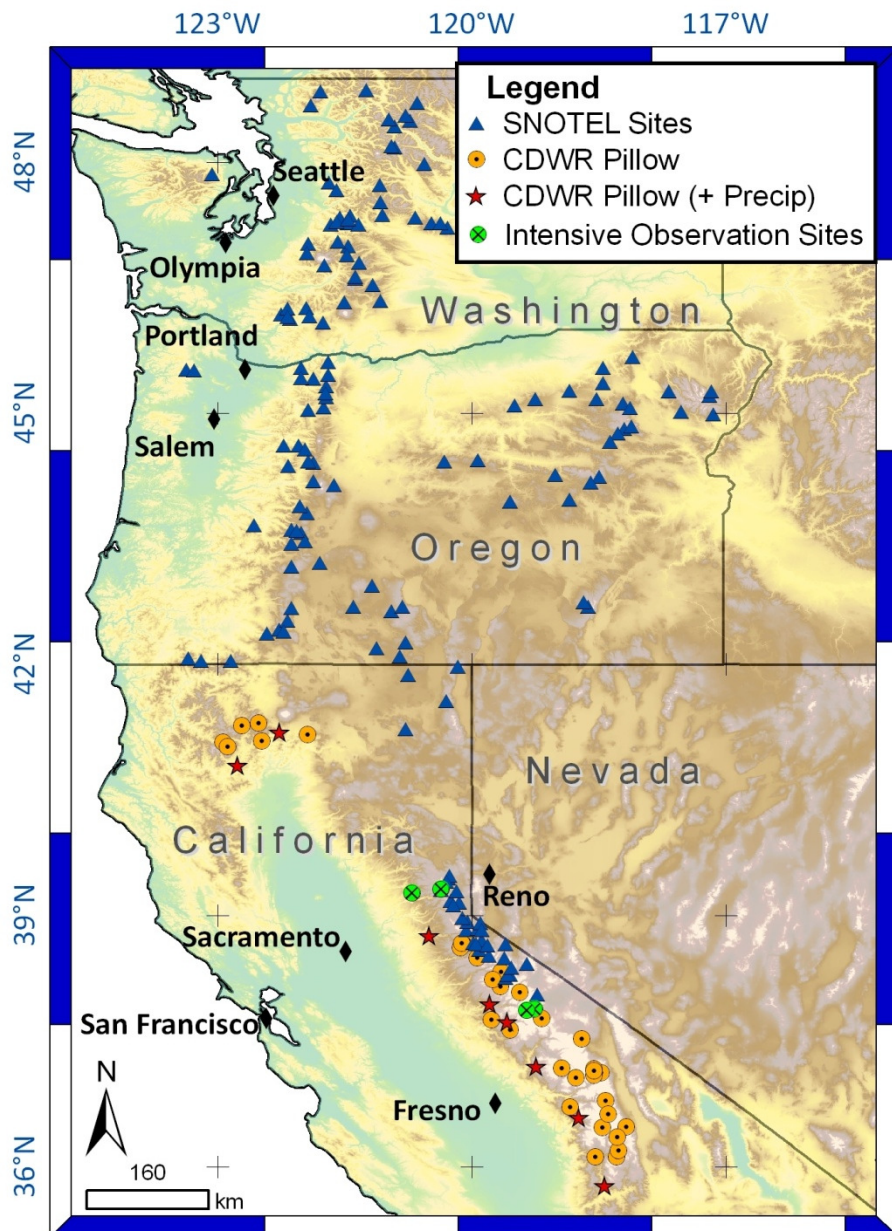 123°W 120°W 117°W
Legend
SNOTEL Sites
CDWR Pillow
CDWR Pillow (+ Precip)
Intensive Observation Sites
48°N
Seattle
Olympia
Washington
Portland
45°N
Salem
Oregon
42°N
Nevada
California
39°N
Reno
Sacramento
San Francisco
N
Fresno
36°N
160
km